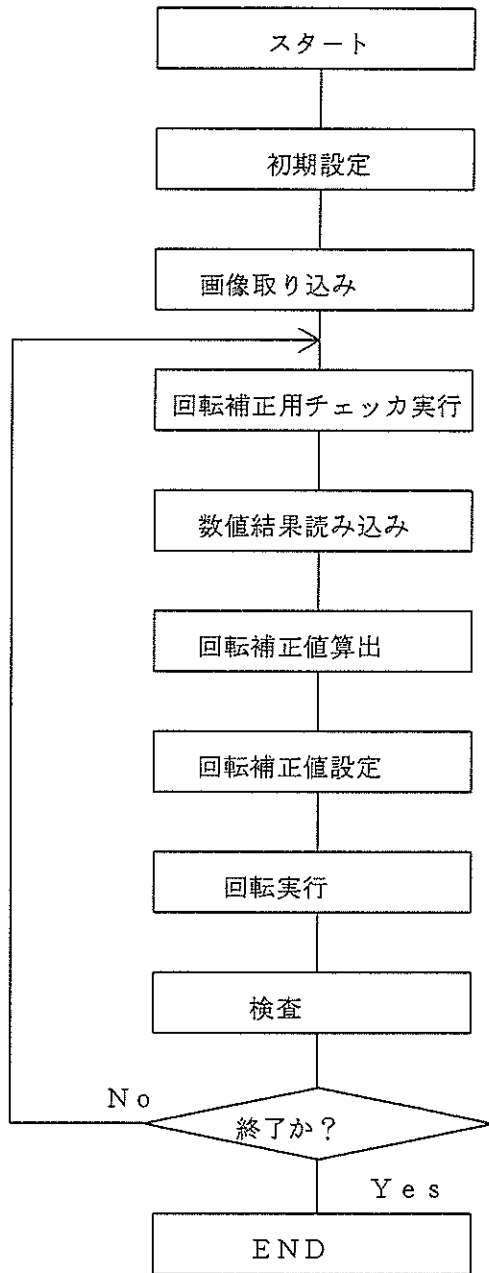 スタート
初期設定
画像取り込み
回転補正用チェッカ実行
数値結果読み込み
回転補正値算出
回転補正値設定
回転実行
検査
No
終了か？
Yes
END